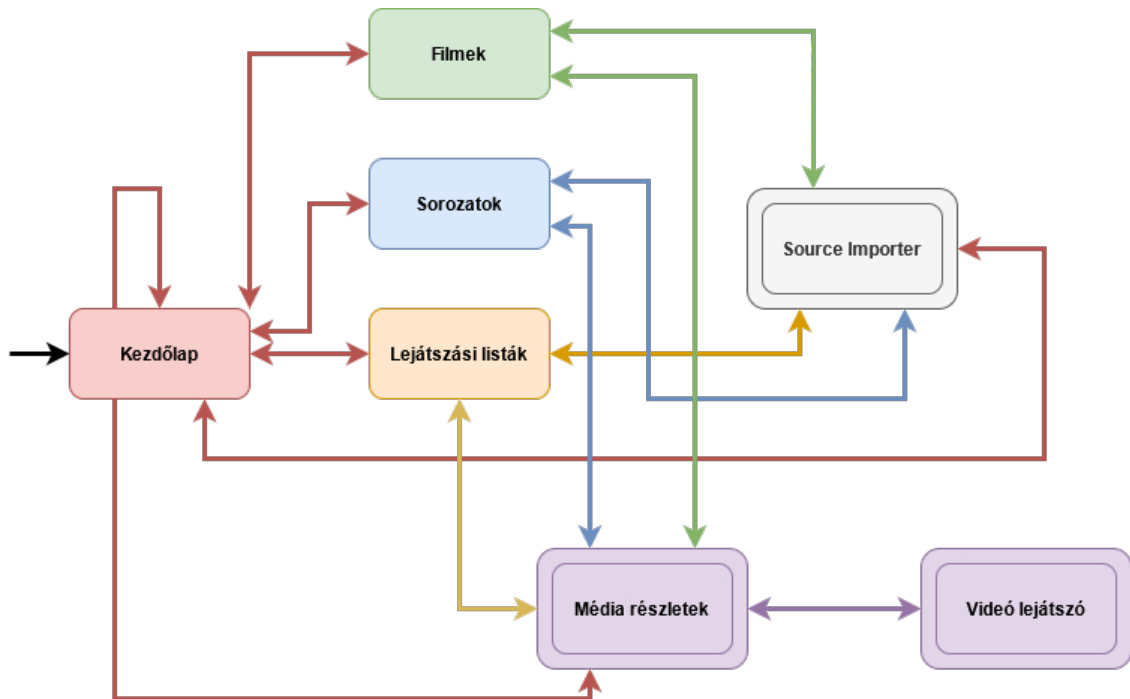 Filmek
Sorozatok
Source Importer
Kezdőlap
Lejátszási listák
Média részletek
Videó lejátszó